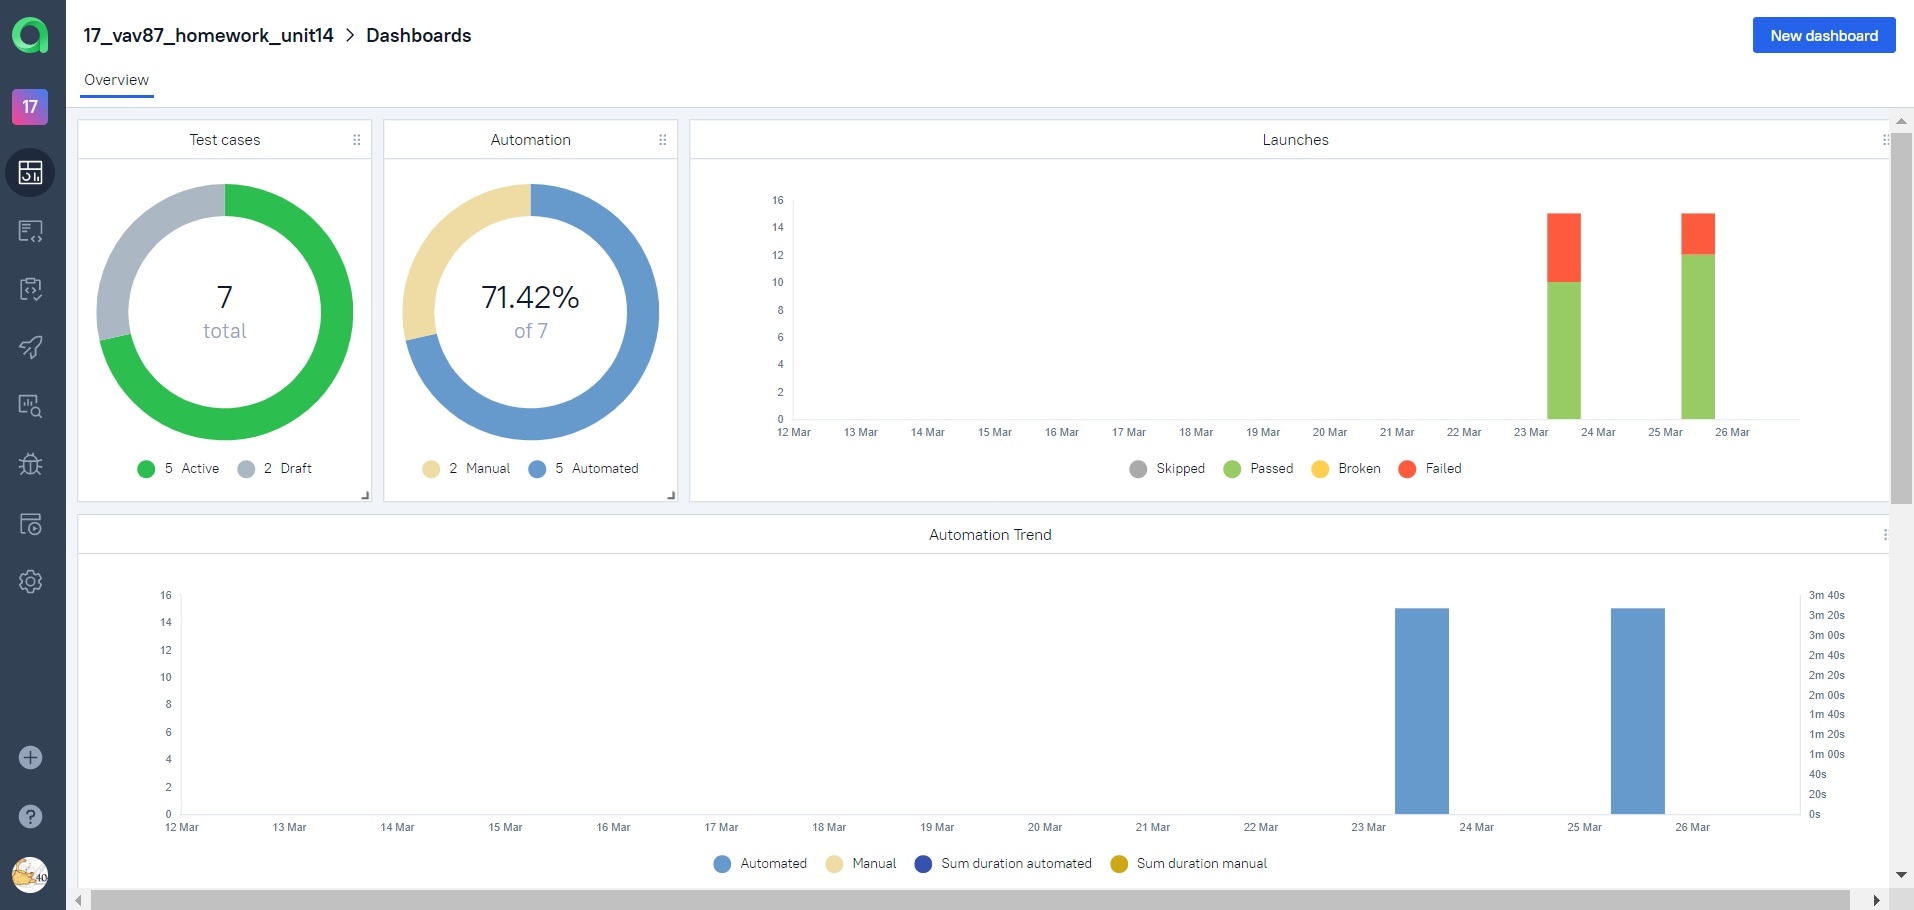 17_vav87_homework_unit14 > Dashboards
New dashboard
Overview
17
Test cases
7
total
5 Active 2 Draft
Automation
71.42%
of 7
2 Manual 5 Automated
Launches
16
14
12
10
8
6
4
2
0
12 Mar 13 Mar 14 Mar 15 Mar 16 Mar 17 Mar 18 Mar 19 Mar 20 Mar 21 Mar 22 Mar 23 Mar 24 Mar 25 Mar 26 Mar
Skipped Passed Broken Failed
Automation Trend
16
14
12
10
8
6
4
2
0
3m 40s
3m 20s
3m 00s
2m 40s
2m 20s
2m 00s
1m 40s
1m 20s
1m 00s
40s
20s
0s
12 Mar 13 Mar 14 Mar 15 Mar 16 Mar 17 Mar 18 Mar 19 Mar 20 Mar 21 Mar 22 Mar 23 Mar 24 Mar 25 Mar 26 Mar
Automated Manual Sum duration automated Sum duration manual
?
40